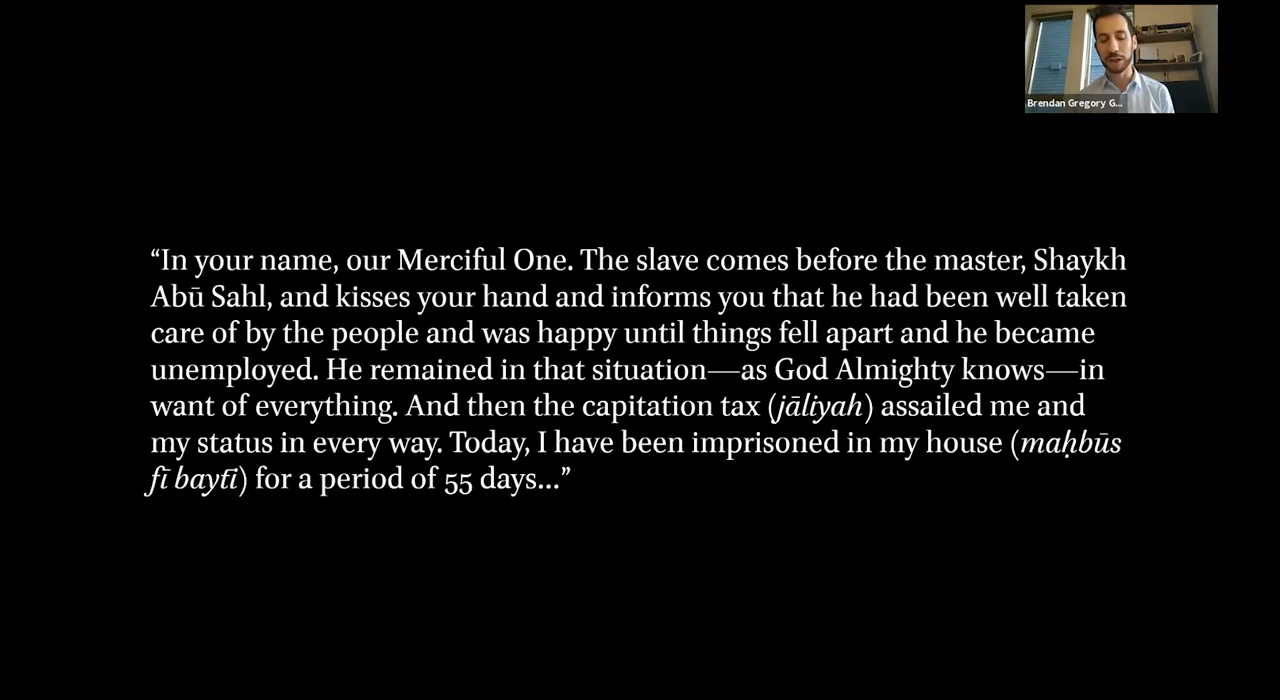 Brendan Gregory G...
“In your name, our Merciful One. The slave comes before the master, Shaykh
Abū Sahl, and kisses your hand and informs you that he had been well taken
care of by the people and was happy until things fell apart and he became
unemployed. He remained in that situation—as God Almighty knows—in
want of everything. And then the capitation tax (jāliyah) assailed me and
my status in every way. Today, I have been imprisoned in my house (maḥbūs
fī baytī) for a period of 55 days...”